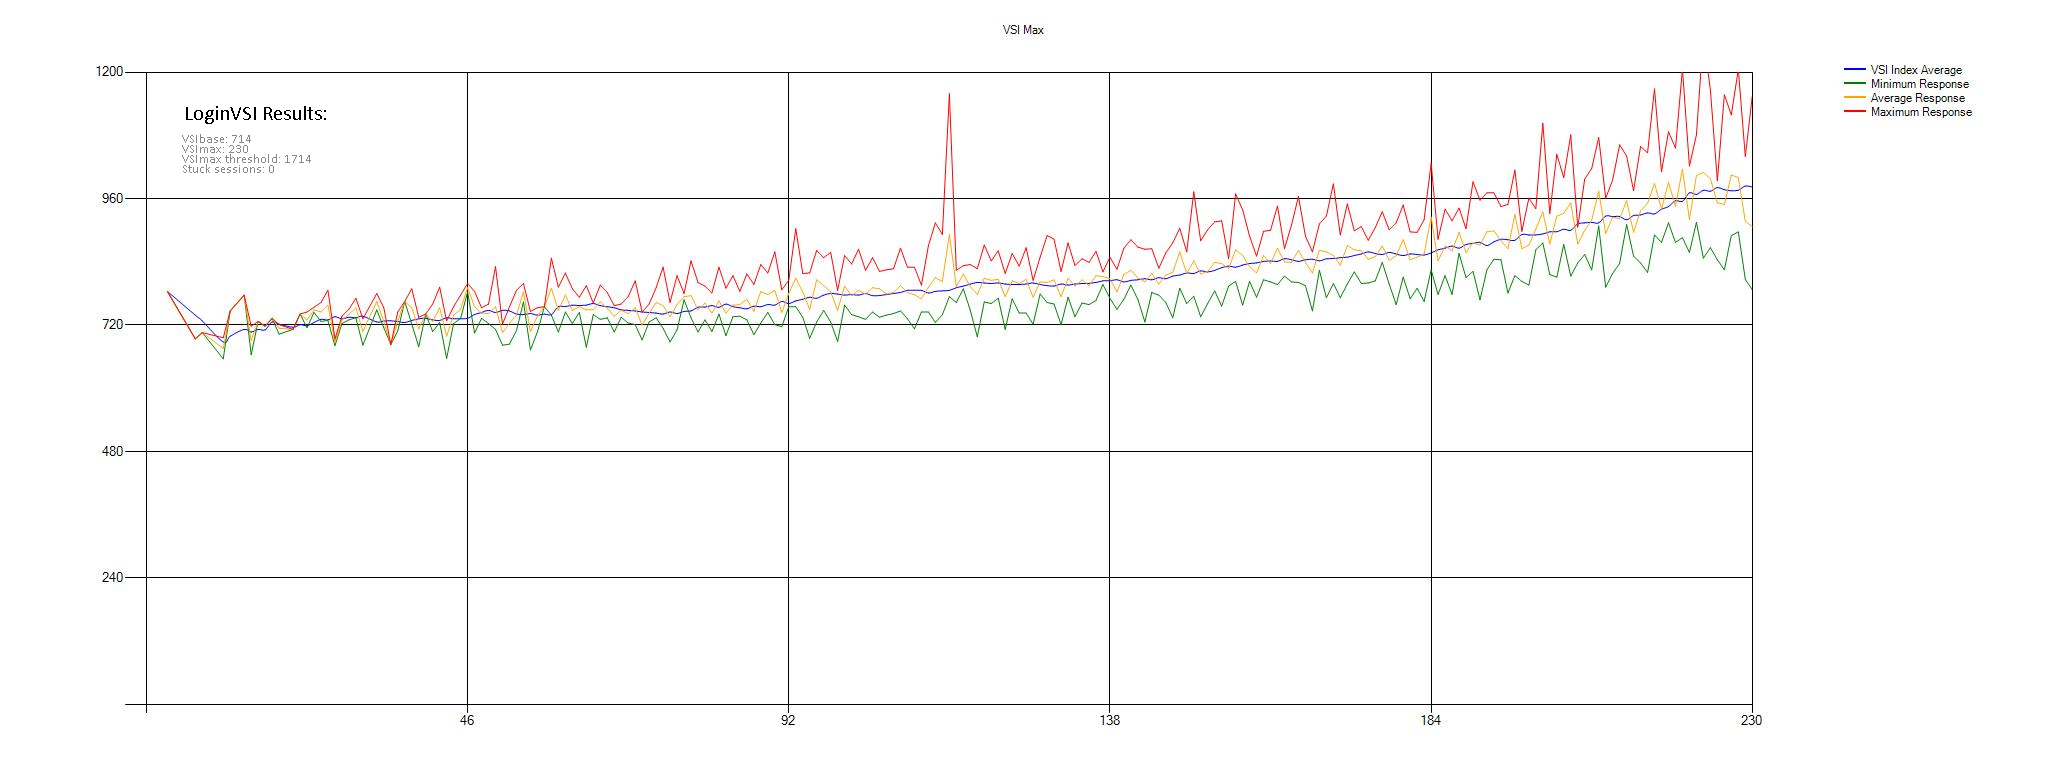 VSI Max
1200
960
720
480
240
LoginVSI Results:
VSIbase: 714
VSImax: 230
VSImax threshold: 1714
Stuck sessions: 0
VSI Index Average
Minimum Response
Average Response
Maximum Response
46 92 138 184 230